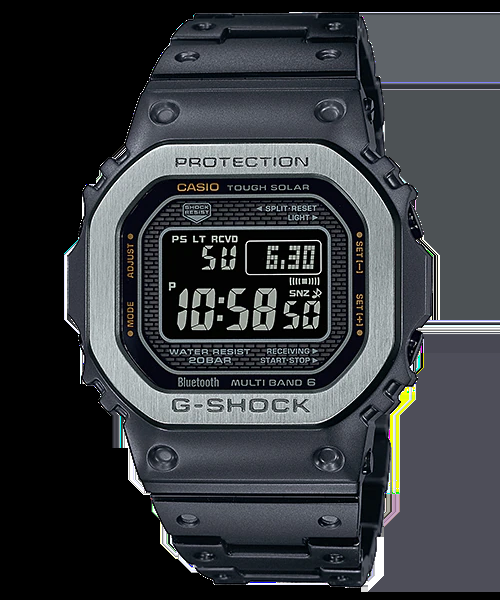 PROTECTION
CASIO TOUGH SOLAR
SHOCK
RESIST
◄ SPLIT·RESET
LIGHT ►
PS LT RCVD
SU 6.30
SNZ
P 10:58 50
ADJUST
MODE
SET [–]
SET [+]
WATER RESIST
20BAR
RECEIVING ►
START·STOP ►
Bluetooth MULTI BAND 6
G-SHOCK